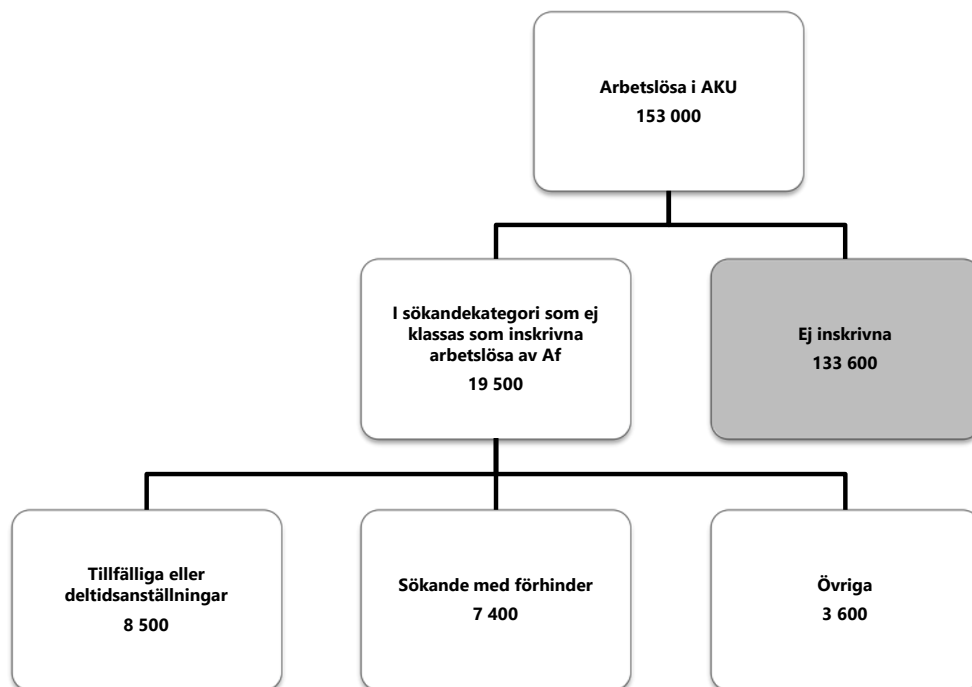 Arbetslösa i AKU
153 000
I sökandekategori som ej
klassas som inskrivna
arbetslösa av Af
19 500
Ej inskrivna
133 600
Tillfälliga eller
deltidsanställningar
8 500
Sökande med förhinder
7 400
Övriga
3 600